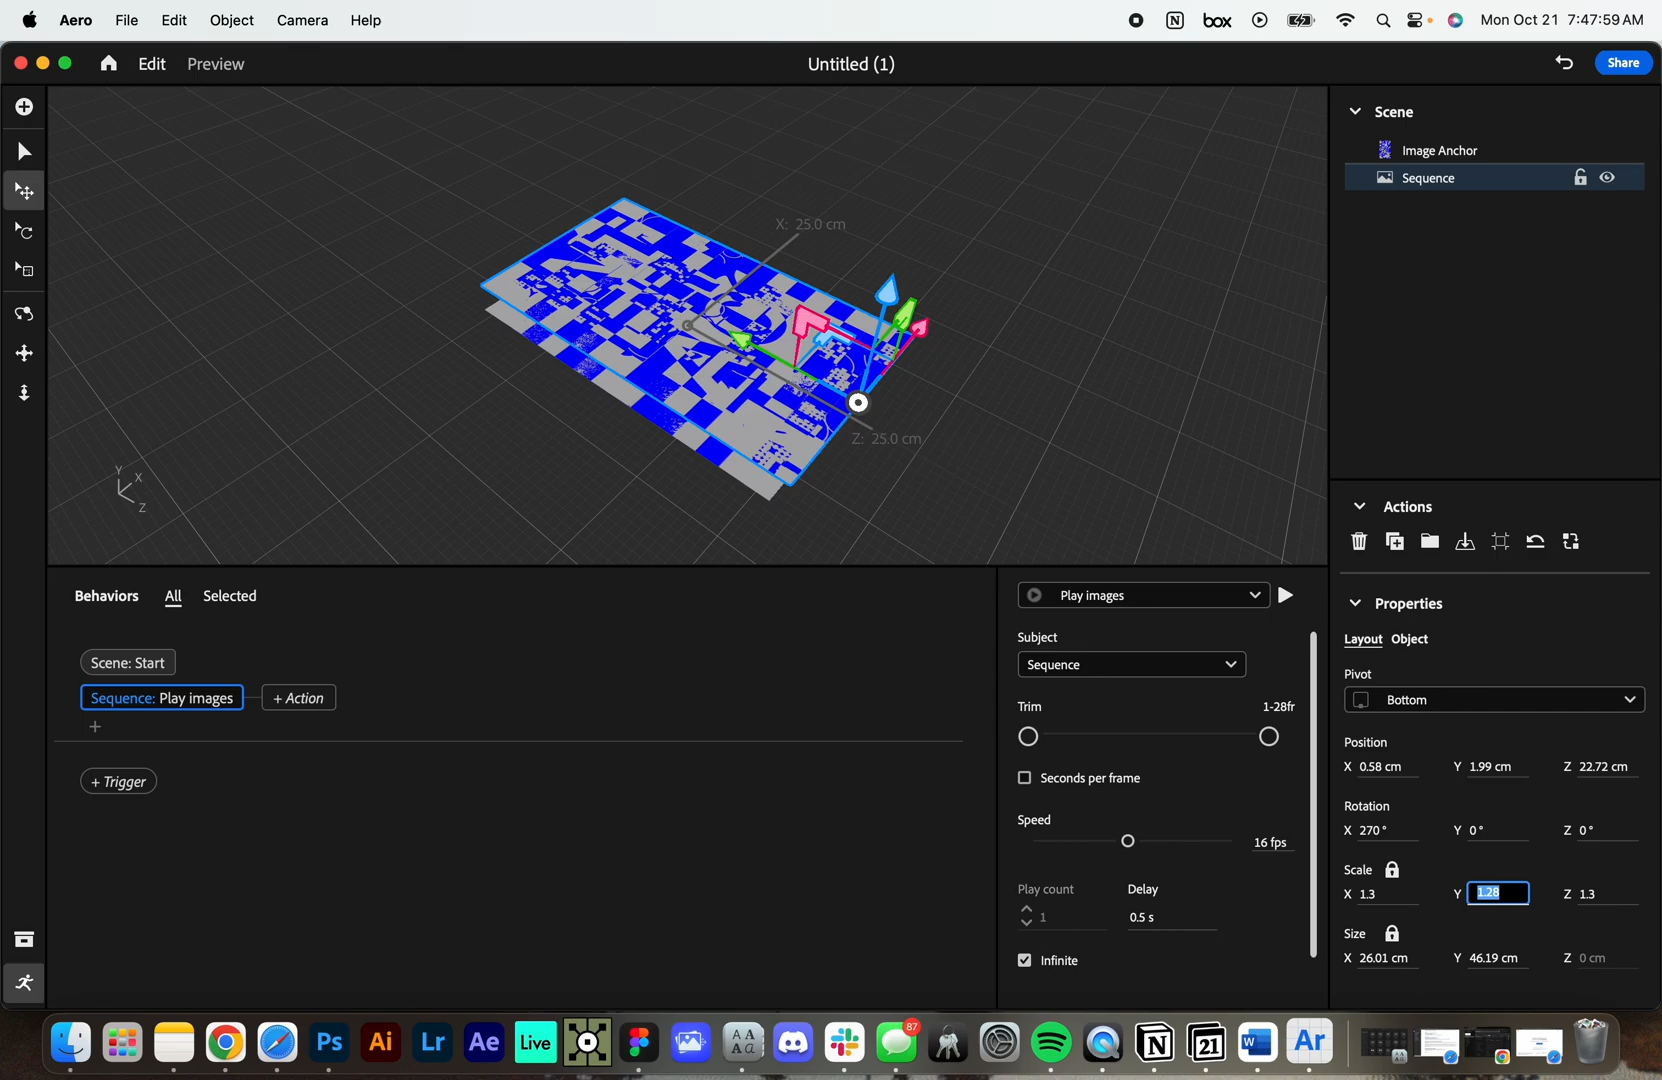 Aero File Edit Object Camera Help box Mon Oct 21 7:47:59 AM
Edit Preview Untitled (1) Share
Scene
Image Anchor
Sequence
X: 25.0 cm
Z: 25.0 cm
Y X
Z
Actions
Behaviors All Selected
Scene: Start
Sequence: Play images + Action
+
+ Trigger
Play images
Subject
Sequence
Trim 1-28fr
Seconds per frame
Speed
16 fps
Play count Delay
1 0.5 s
Infinite
Properties
Layout Object
Pivot
Bottom
Position
X 0.58 cm Y 1.99 cm Z 22.72 cm
Rotation
X 270° Y 0° Z 0°
Scale
X 1.3 Y 1.28 Z 1.3
Size
X 26.01 cm Y 46.19 cm Z 0 cm
Ps Ai Lr Ae Live A A A a 87 N 21 W Ar